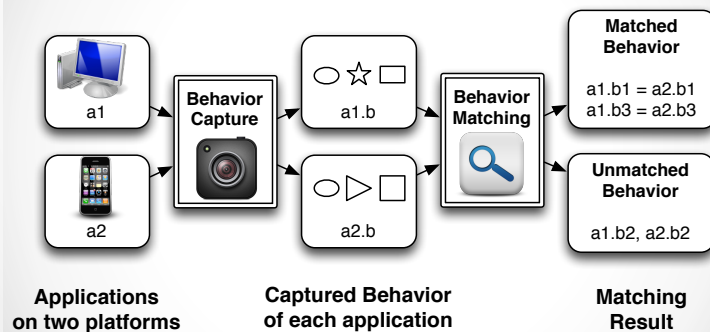 a1
a2
Behavior
Capture
a1.b
a2.b
Behavior
Matching
Matched
Behavior
a1.b1 = a2.b1
a1.b3 = a2.b3
Unmatched
Behavior
a1.b2, a2.b2
Applications
on two platforms
Captured Behavior
of each application
Matching
Result